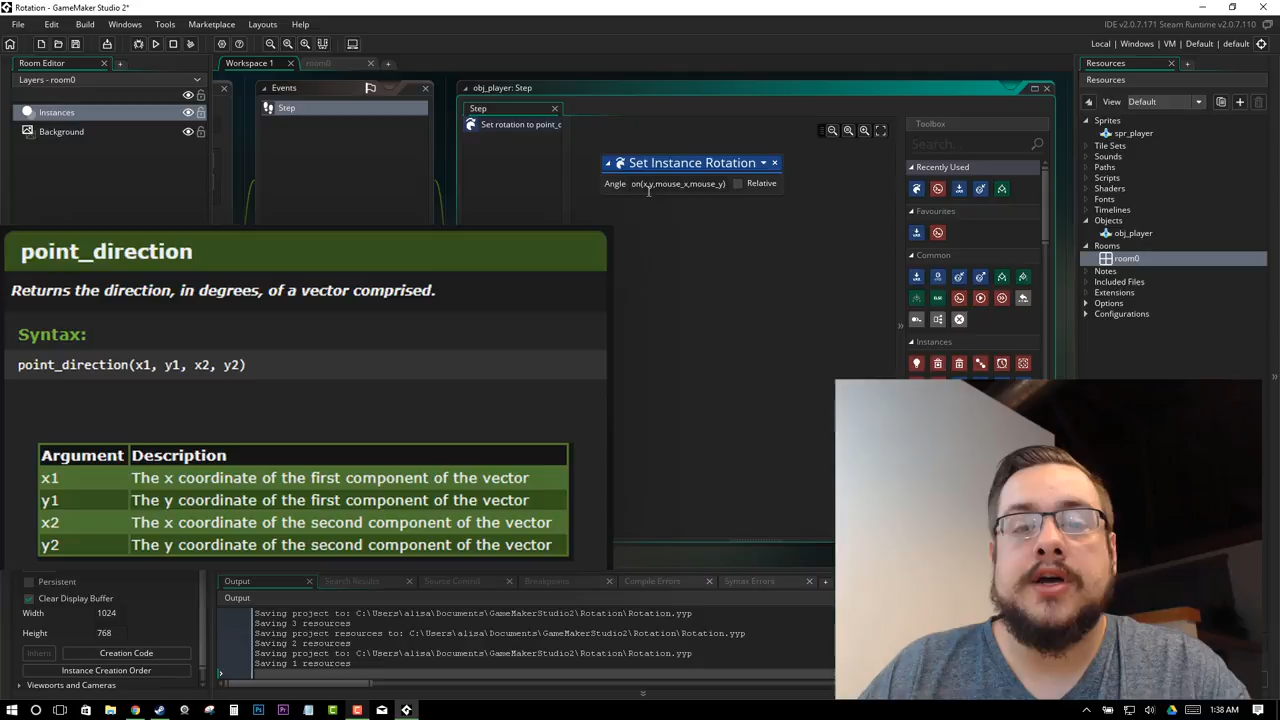 Rotation - GameMaker Studio 2*
File Edit Build Windows Tools Marketplace Layouts Help
IDE v2.0.7.171 Steam Runtime v2.0.7.110
Local | Windows | VM | Default | default
Room Editor
Workspace 1
room0
Resources
Layers - room0
Instances
Background
Events
Step
obj_player: Step
Step
Set rotation to point_c
Set Instance Rotation
Angle on(x,y,mouse_x,mouse_y) Relative
Toolbox
Search...
Recently Used
Favourites
Common
Instances
Resources
View Default
Sprites
spr_player
Tile Sets
Sounds
Paths
Scripts
Shaders
Fonts
Timelines
Objects
obj_player
Rooms
room0
Notes
Included Files
Extensions
Options
Configurations
point_direction
Returns the direction, in degrees, of a vector comprised.
Syntax:
point_direction(x1, y1, x2, y2)
Argument Description
x1 The x coordinate of the first component of the vector
y1 The y coordinate of the first component of the vector
x2 The x coordinate of the second component of the vector
y2 The y coordinate of the second component of the vector
Persistent
Clear Display Buffer
Width 1024
Height 768
Inherit Creation Code
Instance Creation Order
Viewports and Cameras
Output Search Results Source Control Breakpoints Compile Errors Syntax Errors
Output
Saving project to: C:\Users\alisa\Documents\GameMakerStudio2\Rotation\Rotation.yyp
Saving 3 resources
Saving project resources to: C:\Users\alisa\Documents\GameMakerStudio2\Rotation\Rotation.yyp
Saving 2 resources
Saving project to: C:\Users\alisa\Documents\GameMakerStudio2\Rotation\Rotation.yyp
Saving 1 resources
1:38 AM